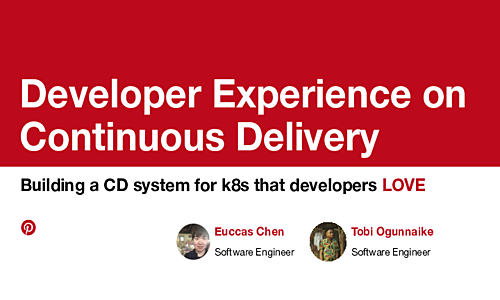 Developer Experience on
Continuous Delivery
Building a CD system for k8s that developers LOVE
Euccas Chen
Software Engineer
Tobi Ogunnaike
Software Engineer